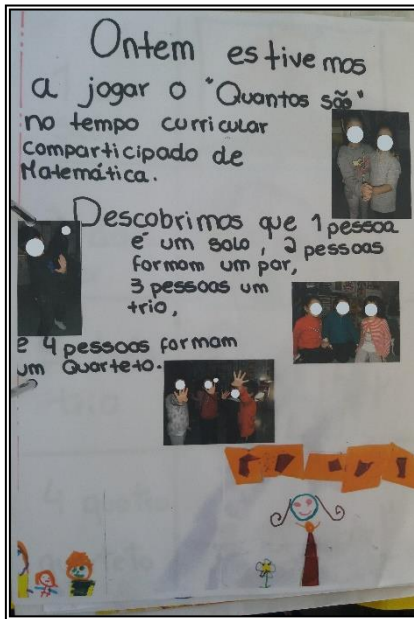 Ontem estivemos
a jogar o "Quantos são"
no tempo curricular
comparticipado de
Matemática.
Descobrimos que 1 pessoa
é um solo, 2 pessoas
formam um par,
3 pessoas um
trio,
e 4 pessoas formam
um Quarteto.